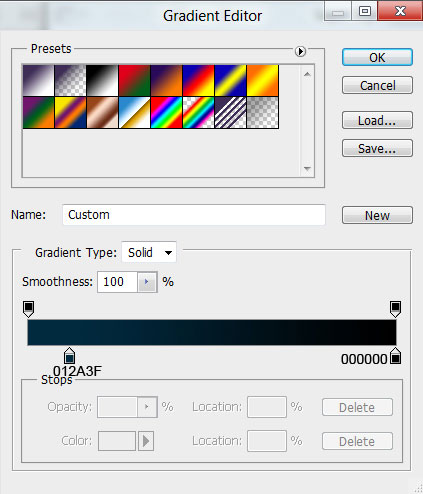 Gradient Editor
Presets
OK
Cancel
Load...
Save...
Name: Custom New
Gradient Type: Solid
Smoothness: 100 %
012A3F 000000
Stops
Opacity: % Location: % Delete
Color: Location: % Delete